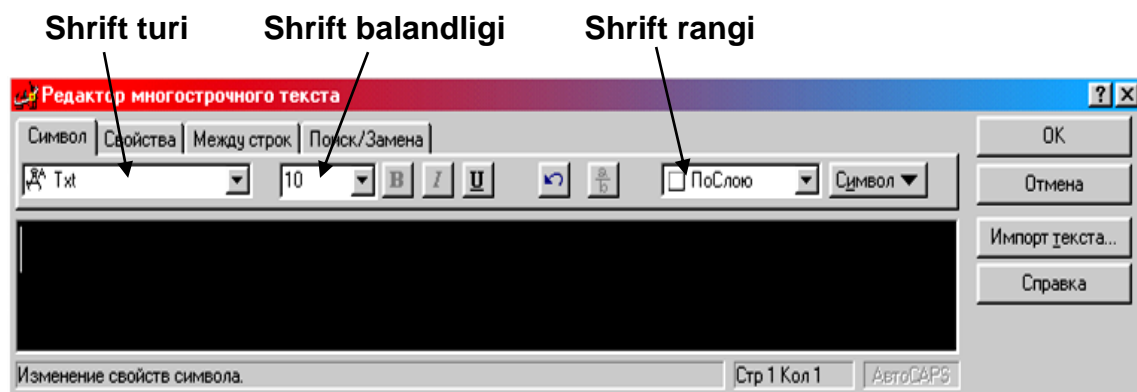 Shrift turi Shrift balandligi Shrift rangi
Редактор многострочного текста
Символ Свойства Между строк Поиск/Замена
Txt 10 B I U a/b ПоСлою Символ
OK
Отмена
Импорт текста...
Справка
Изменение свойств символа. Стр 1 Кол 1 АвтоCAPS